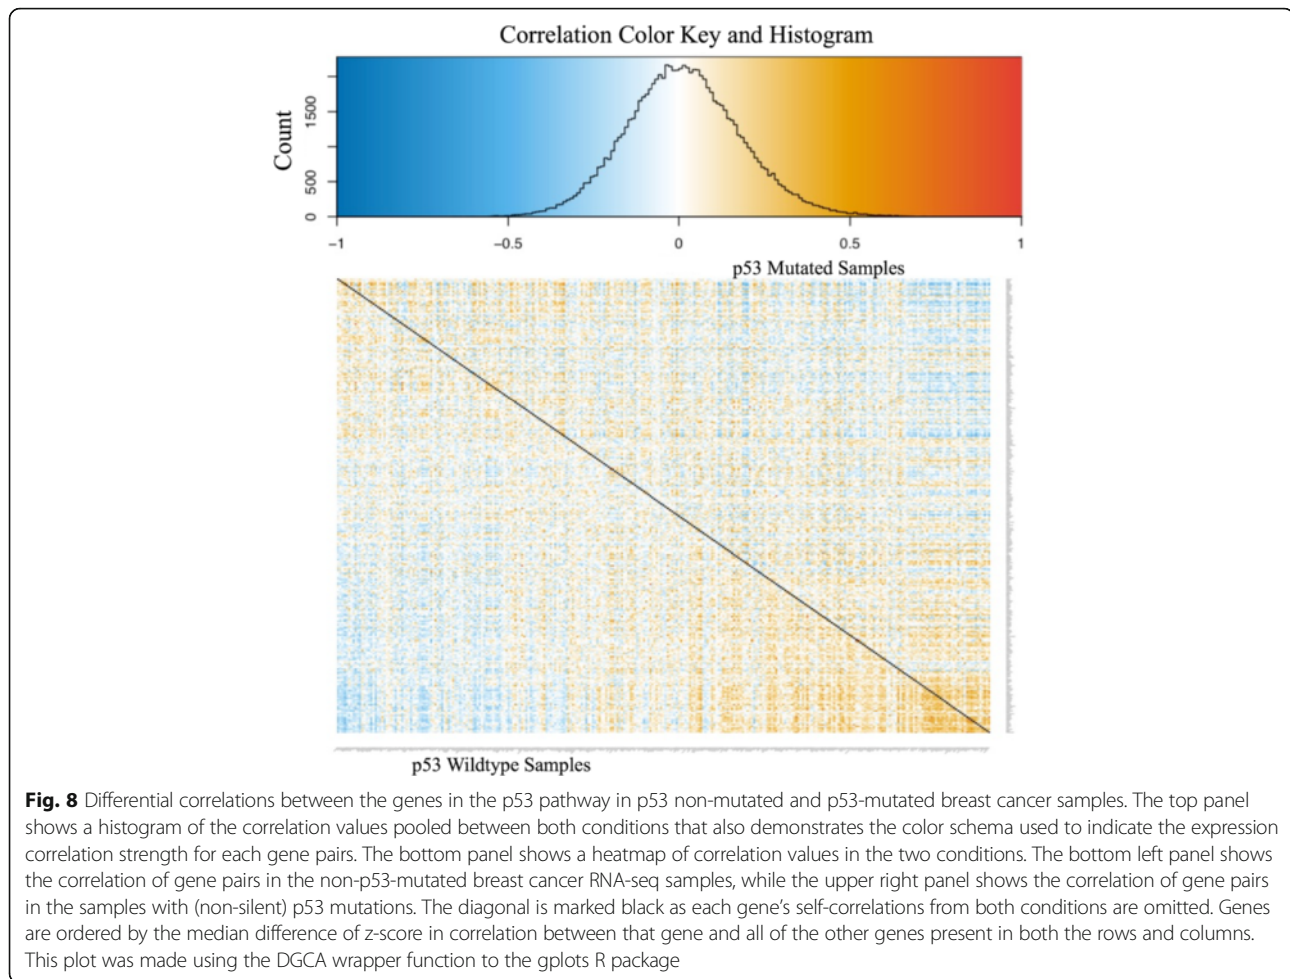 Correlation Color Key and Histogram
Count
1500
500
0
−1
−0.5
0
0.5
1
p53 Mutated Samples
p53 Wildtype Samples
Fig. 8 Differential correlations between the genes in the p53 pathway in p53 non-mutated and p53-mutated breast cancer samples. The top panel
shows a histogram of the correlation values pooled between both conditions that also demonstrates the color schema used to indicate the expression
correlation strength for each gene pairs. The bottom panel shows a heatmap of correlation values in the two conditions. The bottom left panel shows
the correlation of gene pairs in the non-p53-mutated breast cancer RNA-seq samples, while the upper right panel shows the correlation of gene pairs
in the samples with (non-silent) p53 mutations. The diagonal is marked black as each gene's self-correlations from both conditions are omitted. Genes
are ordered by the median difference of z-score in correlation between that gene and all of the other genes present in both the rows and columns.
This plot was made using the DGCA wrapper function to the gplots R package